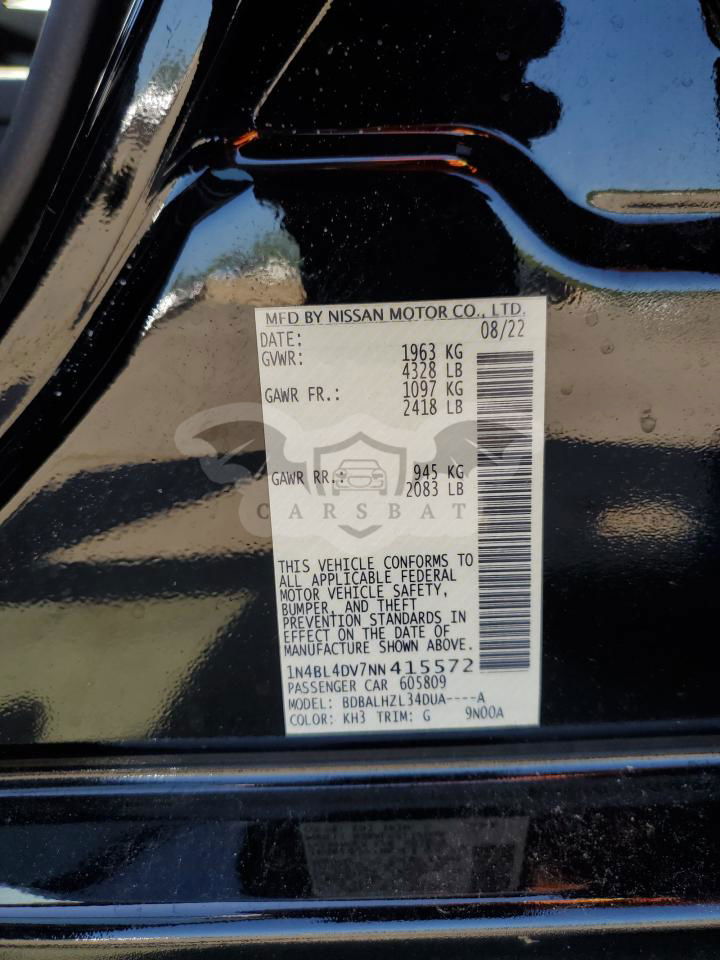 MFD BY NISSAN MOTOR CO., LTD.
DATE: 08/22
GVWR: 1963 KG
4328 LB
GAWR FR.: 1097 KG
2418 LB
GAWR RR.: 945 KG
2083 LB
CARSBAT
THIS VEHICLE CONFORMS TO
ALL APPLICABLE FEDERAL
MOTOR VEHICLE SAFETY,
BUMPER, AND THEFT
PREVENTION STANDARDS IN
EFFECT ON THE DATE OF
MANUFACTURE SHOWN ABOVE.
1N4BL4DV7NN415572
PASSENGER CAR 605809
MODEL: BDBALHZL34DUA----A
COLOR: KH3 TRIM: G 9N00A